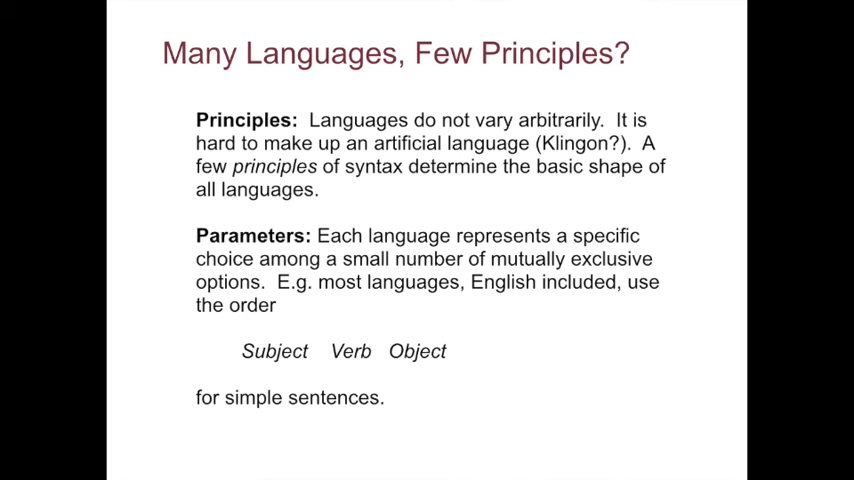 Many Languages, Few Principles?
Principles: Languages do not vary arbitrarily. It is
hard to make up an artificial language (Klingon?). A
few principles of syntax determine the basic shape of
all languages.
Parameters: Each language represents a specific
choice among a small number of mutually exclusive
options. E.g. most languages, English included, use
the order
Subject Verb Object
for simple sentences.